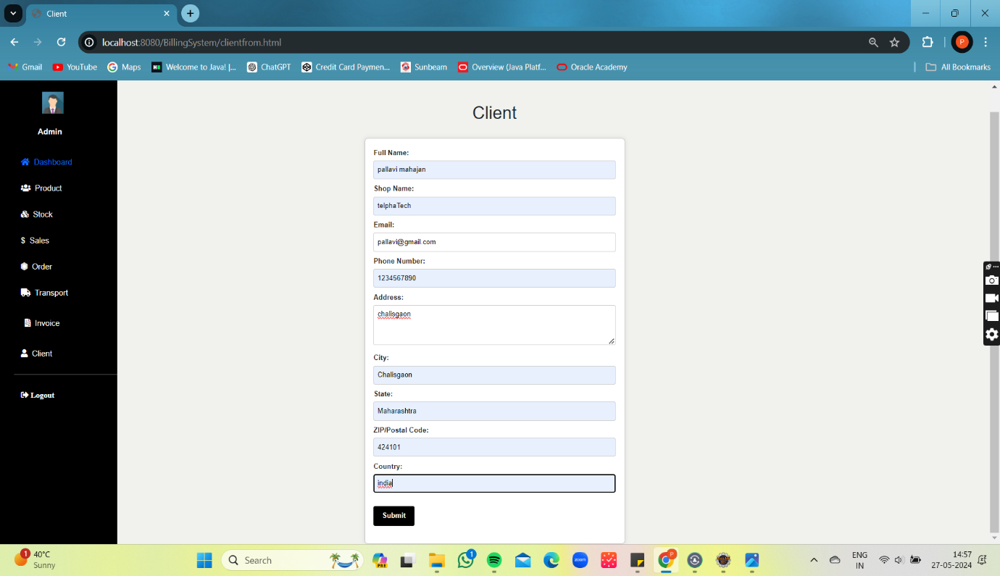 Client
localhost:8080/BillingSystem/clientfrom.html
P
Gmail
YouTube
Maps
Welcome to Java! |...
ChatGPT
Credit Card Paymen...
Sunbeam
Overview (Java Platf...
Oracle Academy
All Bookmarks
Admin
Dashboard
Product
Stock
$ Sales
Order
Transport
Invoice
Client
Logout
Client
Full Name:
pallavi mahajan
Shop Name:
telphaTech
Email:
pallavi@gmail.com
Phone Number:
1234567890
Address:
chalisgaon
City:
Chalisgaon
State:
Maharashtra
ZIP/Postal Code:
424101
Country:
india
Submit
1
40°C
Sunny
Search
PRE
1
zoom
P
ENG
IN
14:57
27-05-2024